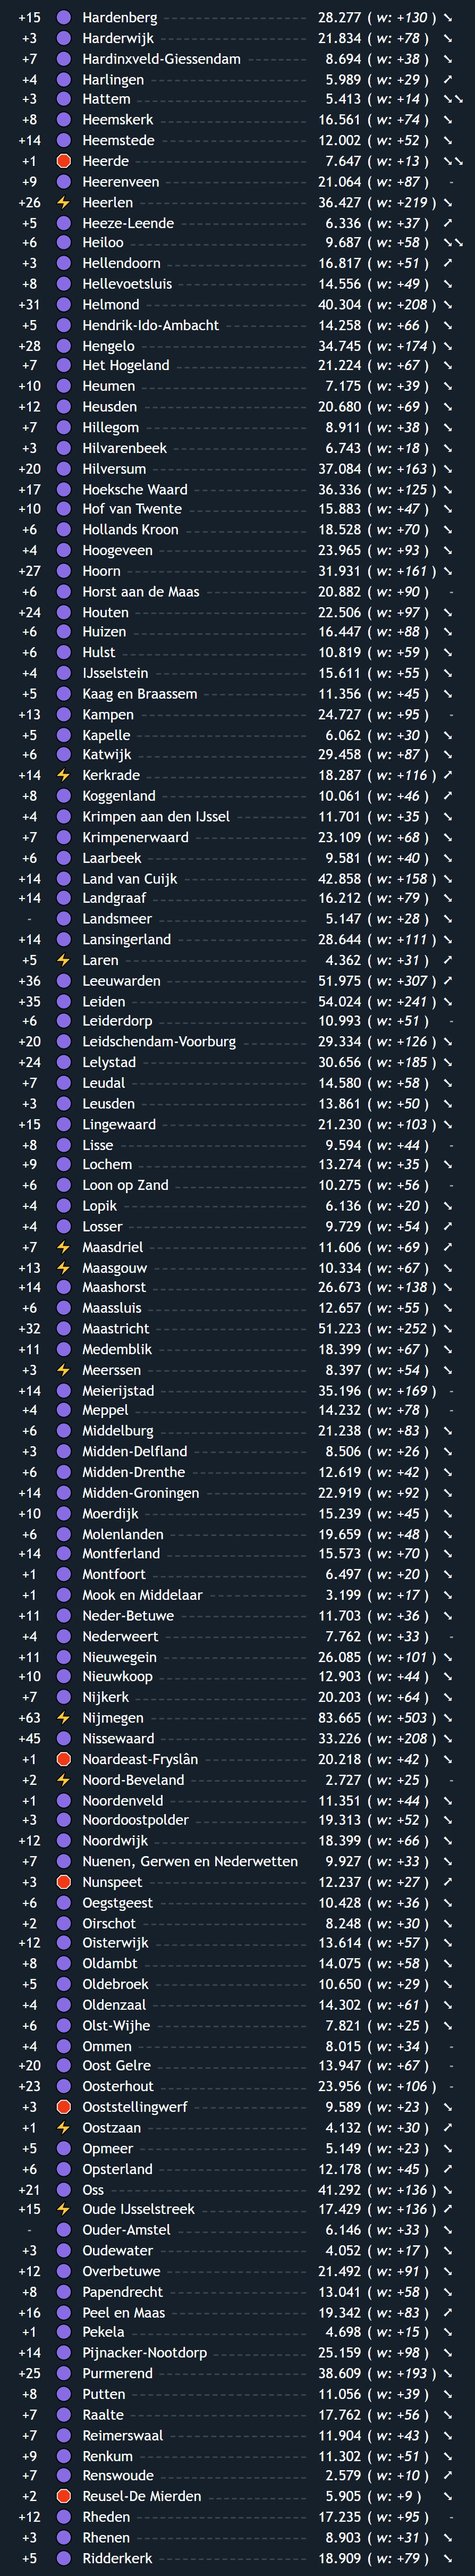 +15 Hardenberg 28.277 ( w: +130 ) ↘
+3 Harderwijk 21.834 ( w: +78 ) ↘
+7 Hardinxveld-Giessendam 8.694 ( w: +38 ) ↘
+4 Harlingen 5.989 ( w: +29 ) ↗
+3 Hattem 5.413 ( w: +14 ) ↘↘
+8 Heemskerk 16.561 ( w: +74 ) ↘
+14 Heemstede 12.002 ( w: +52 ) ↘
+1 Heerde 7.647 ( w: +13 ) ↘↘
+9 Heerenveen 21.064 ( w: +87 ) -
+26 Heerlen 36.427 ( w: +219 ) ↘
+5 Heeze-Leende 6.336 ( w: +37 ) ↗
+6 Heiloo 9.687 ( w: +58 ) ↘↘
+3 Hellendoorn 16.817 ( w: +51 ) ↗
+8 Hellevoetsluis 14.556 ( w: +49 ) ↘
+31 Helmond 40.304 ( w: +208 ) ↘
+5 Hendrik-Ido-Ambacht 14.258 ( w: +66 ) ↘
+28 Hengelo 34.745 ( w: +174 ) ↘
+7 Het Hogeland 21.224 ( w: +67 ) ↘
+10 Heumen 7.175 ( w: +39 ) ↘
+12 Heusden 20.680 ( w: +69 ) ↘
+7 Hillegom 8.911 ( w: +38 ) ↘
+3 Hilvarenbeek 6.743 ( w: +18 ) ↘
+20 Hilversum 37.084 ( w: +163 ) ↘
+17 Hoeksche Waard 36.336 ( w: +125 ) ↘
+10 Hof van Twente 15.883 ( w: +47 ) ↘
+6 Hollands Kroon 18.528 ( w: +70 ) ↘
+4 Hoogeveen 23.965 ( w: +93 ) ↘
+27 Hoorn 31.931 ( w: +161 ) ↘
+6 Horst aan de Maas 20.882 ( w: +90 ) -
+24 Houten 22.506 ( w: +97 ) ↘
+6 Huizen 16.447 ( w: +88 ) ↘
+6 Hulst 10.819 ( w: +59 ) ↘
+4 IJsselstein 15.611 ( w: +55 ) ↘
+5 Kaag en Braassem 11.356 ( w: +45 ) ↘
+13 Kampen 24.727 ( w: +95 ) -
+5 Kapelle 6.062 ( w: +30 ) ↘
+6 Katwijk 29.458 ( w: +87 ) ↘
+14 Kerkrade 18.287 ( w: +116 ) ↗
+8 Koggenland 10.061 ( w: +46 ) ↗
+4 Krimpen aan den IJssel 11.701 ( w: +35 ) ↘
+7 Krimpenerwaard 23.109 ( w: +68 ) ↘
+6 Laarbeek 9.581 ( w: +40 ) ↘
+14 Land van Cuijk 42.858 ( w: +158 ) ↘
+14 Landgraaf 16.212 ( w: +79 ) ↘
- Landsmeer 5.147 ( w: +28 ) ↘
+14 Lansingerland 28.644 ( w: +111 ) ↘
+5 Laren 4.362 ( w: +31 ) ↗
+36 Leeuwarden 51.975 ( w: +307 ) ↗
+35 Leiden 54.024 ( w: +241 ) ↘
+6 Leiderdorp 10.993 ( w: +51 ) -
+20 Leidschendam-Voorburg 29.334 ( w: +126 ) ↘
+24 Lelystad 30.656 ( w: +185 ) ↘
+7 Leudal 14.580 ( w: +58 ) ↘
+3 Leusden 13.861 ( w: +50 ) ↘
+15 Lingewaard 21.230 ( w: +103 ) ↘
+8 Lisse 9.594 ( w: +44 ) -
+9 Lochem 13.274 ( w: +35 ) ↘
+6 Loon op Zand 10.275 ( w: +56 ) -
+4 Lopik 6.136 ( w: +20 ) ↘
+4 Losser 9.729 ( w: +54 ) ↗
+7 Maasdriel 11.606 ( w: +69 ) ↗
+13 Maasgouw 10.334 ( w: +67 ) ↘
+14 Maashorst 26.673 ( w: +138 ) ↘
+6 Maassluis 12.657 ( w: +55 ) ↘
+32 Maastricht 51.223 ( w: +252 ) ↘
+11 Medemblik 18.399 ( w: +67 ) ↘
+3 Meerssen 8.397 ( w: +54 ) ↘
+14 Meierijstad 35.196 ( w: +169 ) -
+4 Meppel 14.232 ( w: +78 ) -
+6 Middelburg 21.238 ( w: +83 ) ↘
+3 Midden-Delfland 8.506 ( w: +26 ) ↘
+6 Midden-Drenthe 12.619 ( w: +42 ) ↘
+14 Midden-Groningen 22.919 ( w: +92 ) ↘
+10 Moerdijk 15.239 ( w: +45 ) ↘
+6 Molenlanden 19.659 ( w: +48 ) ↘
+14 Montferland 15.573 ( w: +70 ) ↘
+1 Montfoort 6.497 ( w: +20 ) ↘
+1 Mook en Middelaar 3.199 ( w: +17 ) ↘
+11 Neder-Betuwe 11.703 ( w: +36 ) ↘
+4 Nederweert 7.762 ( w: +33 ) -
+11 Nieuwegein 26.085 ( w: +101 ) ↘
+10 Nieuwkoop 12.903 ( w: +44 ) ↘
+7 Nijkerk 20.203 ( w: +64 ) ↘
+63 Nijmegen 83.665 ( w: +503 ) ↘
+45 Nissewaard 33.226 ( w: +208 ) ↘
+1 Noardeast-Fryslân 20.218 ( w: +42 ) ↘
+2 Noord-Beveland 2.727 ( w: +25 ) -
+1 Noordenveld 11.351 ( w: +44 ) ↘
+3 Noordoostpolder 19.313 ( w: +52 ) ↘
+12 Noordwijk 18.399 ( w: +66 ) ↘
+7 Nuenen, Gerwen en Nederwetten 9.927 ( w: +33 ) ↘
+3 Nunspeet 12.237 ( w: +27 ) ↗
+6 Oegstgeest 10.428 ( w: +36 ) ↘
+2 Oirschot 8.248 ( w: +30 ) ↘
+12 Oisterwijk 13.614 ( w: +57 ) ↘
+8 Oldambt 14.075 ( w: +58 ) ↘
+5 Oldebroek 10.650 ( w: +29 ) ↘
+4 Oldenzaal 14.302 ( w: +61 ) ↘
+6 Olst-Wijhe 7.821 ( w: +25 ) ↘
+4 Ommen 8.015 ( w: +34 ) -
+20 Oost Gelre 13.947 ( w: +67 ) -
+23 Oosterhout 23.956 ( w: +106 ) -
+3 Ooststellingwerf 9.589 ( w: +23 ) ↘
+1 Oostzaan 4.132 ( w: +30 ) ↗
+5 Opmeer 5.149 ( w: +23 ) ↘
+6 Opsterland 12.178 ( w: +45 ) ↗
+21 Oss 41.292 ( w: +136 ) ↘
+15 Oude IJsselstreek 17.429 ( w: +136 ) ↗
- Ouder-Amstel 6.146 ( w: +33 ) ↘
+3 Oudewater 4.052 ( w: +17 ) ↘
+12 Overbetuwe 21.492 ( w: +91 ) ↘
+8 Papendrecht 13.041 ( w: +58 ) ↘
+16 Peel en Maas 19.342 ( w: +83 ) ↗
+1 Pekela 4.698 ( w: +15 ) ↘
+14 Pijnacker-Nootdorp 25.159 ( w: +98 ) ↘
+25 Purmerend 38.609 ( w: +193 ) ↘
+8 Putten 11.056 ( w: +39 ) ↘
+7 Raalte 17.762 ( w: +56 ) ↘
+7 Reimerswaal 11.904 ( w: +43 ) ↘
+9 Renkum 11.302 ( w: +51 ) ↘
+7 Renswoude 2.579 ( w: +10 ) ↗
+2 Reusel-De Mierden 5.905 ( w: +9 ) ↘
+12 Rheden 17.235 ( w: +95 ) -
+3 Rhenen 8.903 ( w: +31 ) ↘
+5 Ridderkerk 18.909 ( w: +79 ) ↘